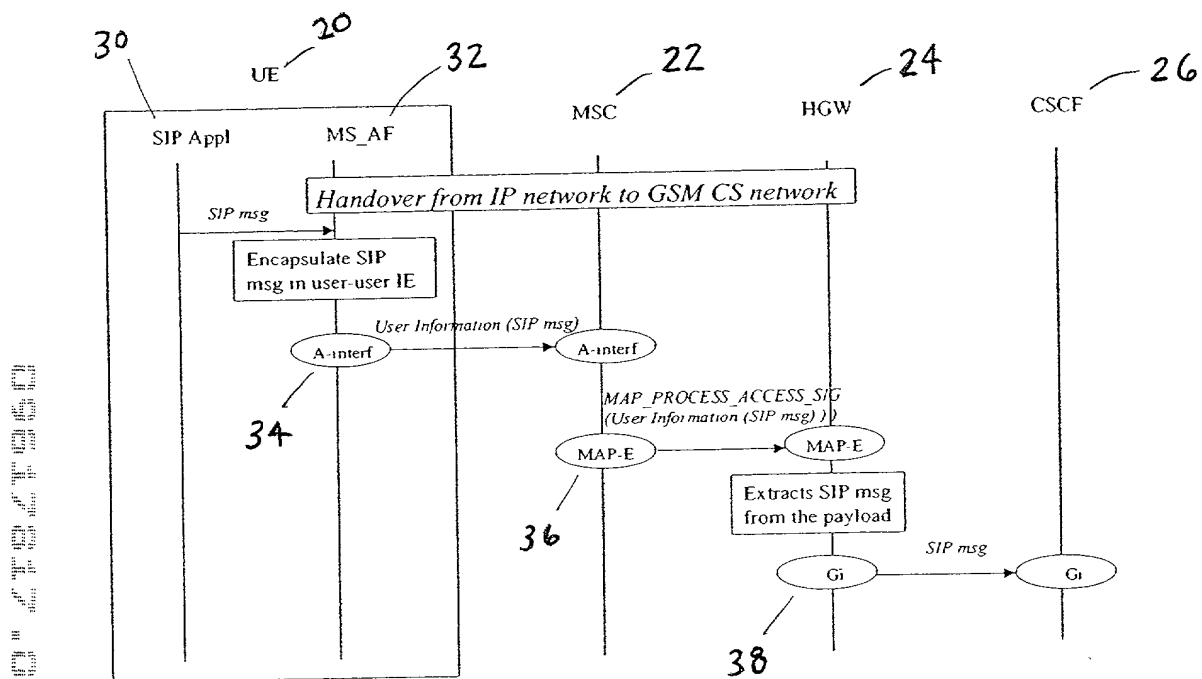 30
UE
20
32
22
24
26
SIP Appl
MS_AF
MSC
HGW
CSCF
Handover from IP network to GSM CS network
SIP msg
Encapsulate SIP
msg in user-user IE
User Information (SIP msg)
A-interf
A-interf
34
MAP_PROCESS_ACCESS_SIG
(User Information (SIP msg) ) )
MAP-E
MAP-E
36
Extracts SIP msg
from the payload
SIP msg
Gi
Gi
38